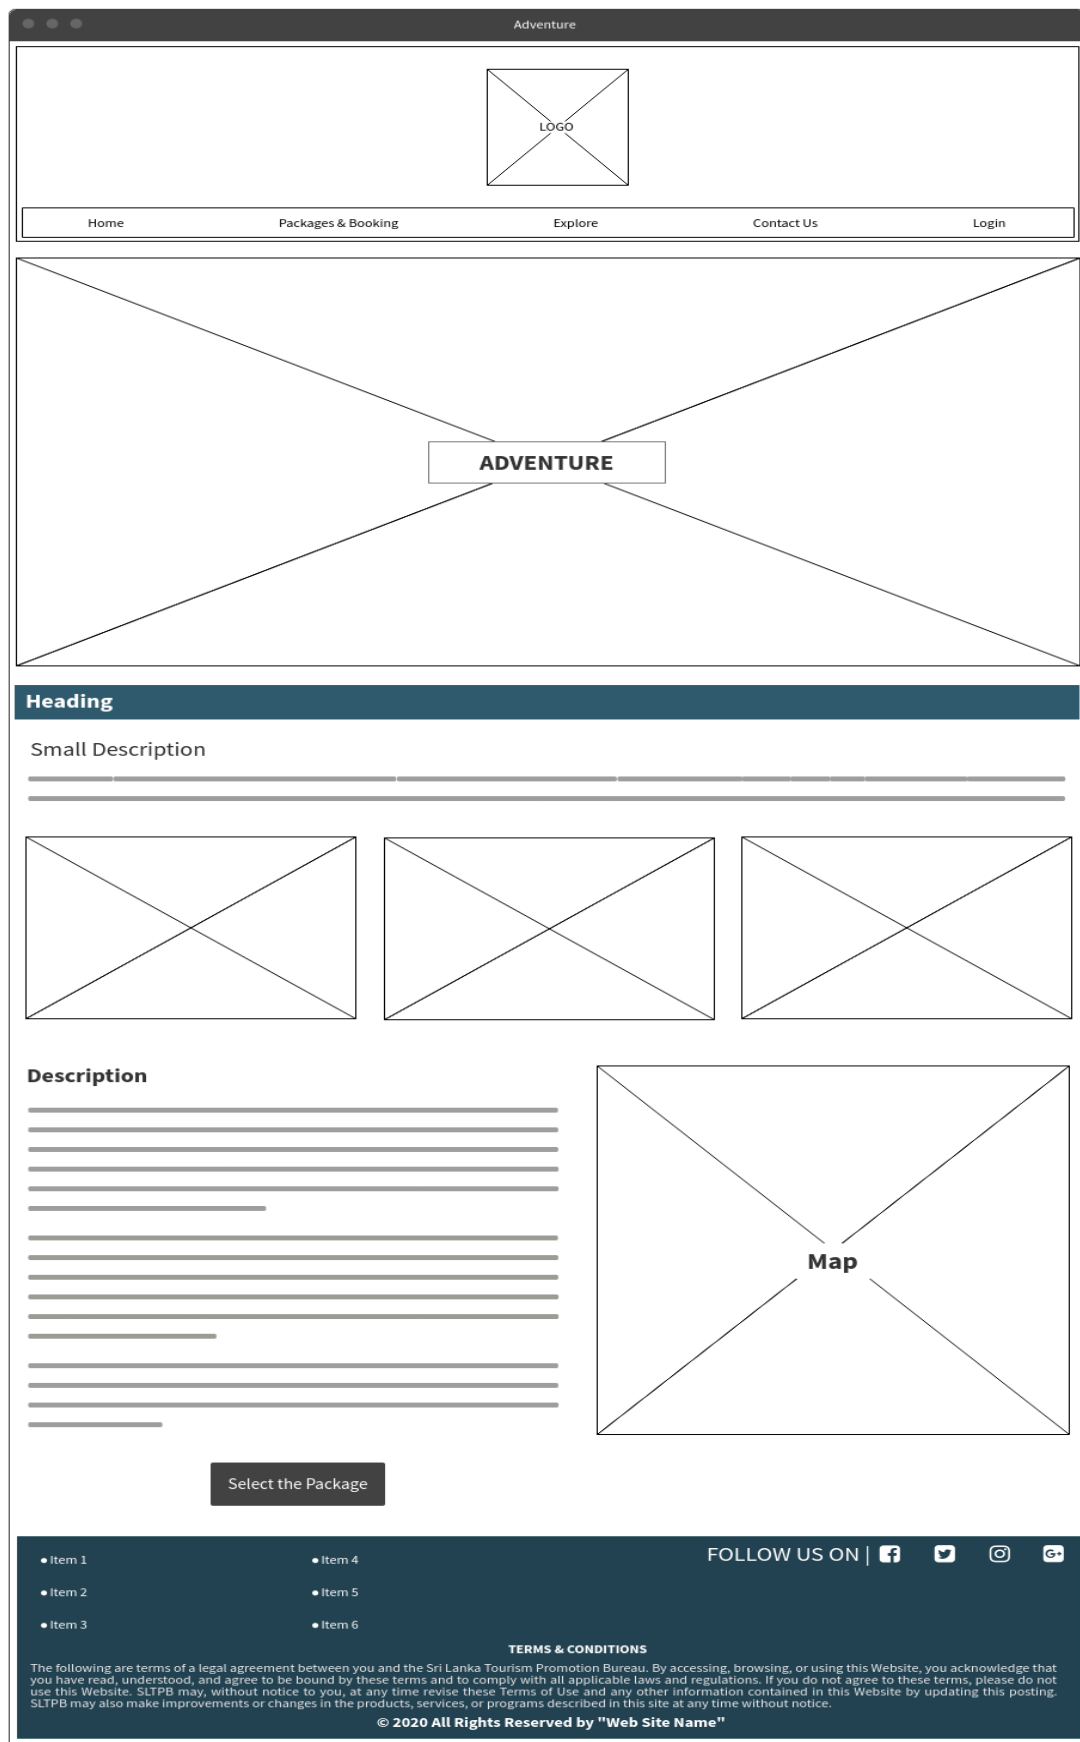 Adventure
LOGO
Home Packages & Booking Explore Contact Us Login
ADVENTURE
Heading
Small Description
Description
Map
Select the Package
Item 1 Item 4 FOLLOW US ON |
Item 2 Item 5
Item 3 Item 6
TERMS & CONDITIONS
The following are terms of a legal agreement between you and the Sri Lanka Tourism Promotion Bureau. By accessing, browsing, or using this Website, you acknowledge that
you have read, understood, and agree to be bound by these terms and to comply with all applicable laws and regulations. If you do not agree to these terms, please do not
use this Website. SLTPB may, without notice to you, at any time revise these Terms of Use and any other information contained in this Website by updating this posting.
SLTPB may also make improvements or changes in the products, services, or programs described in this site at any time without notice.
© 2020 All Rights Reserved by "Web Site Name"